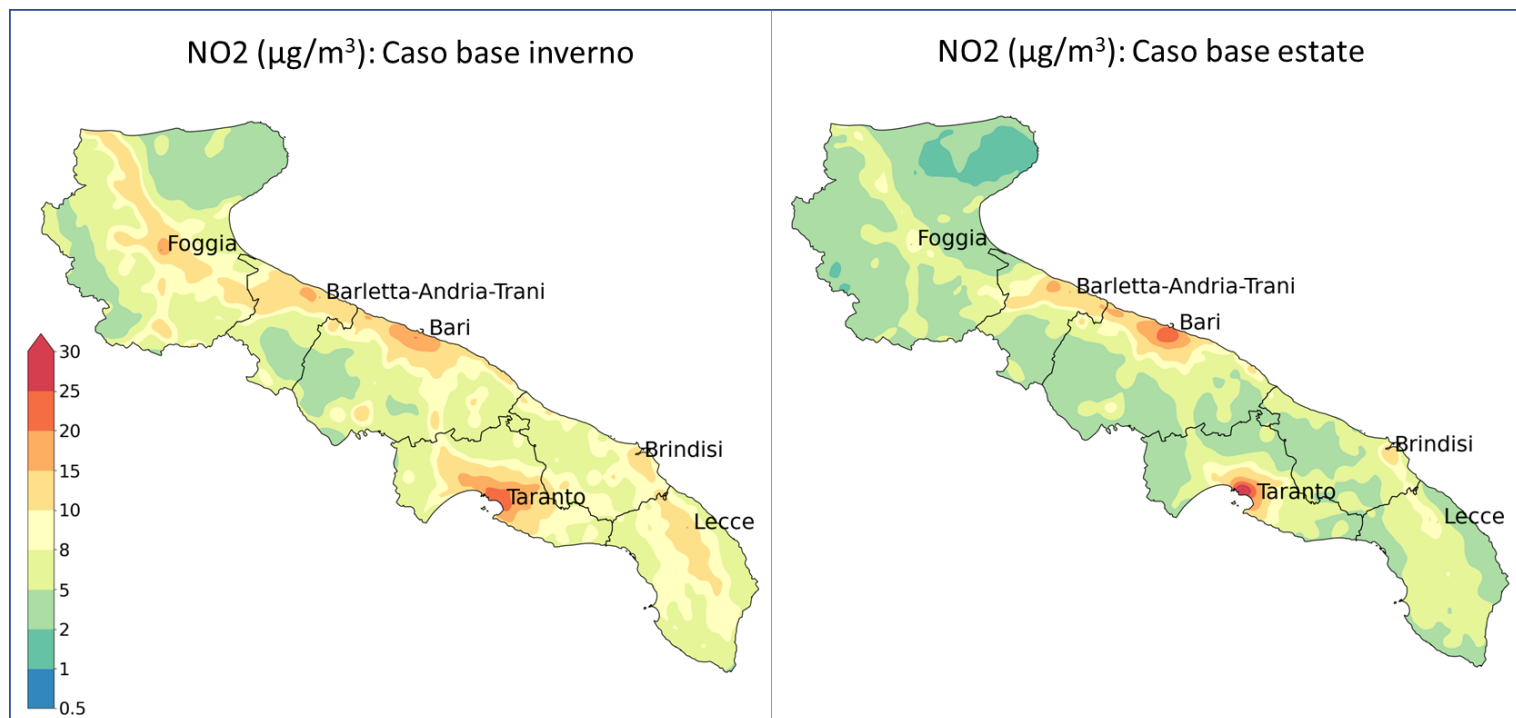 NO2 (µg/m³): Caso base inverno
NO2 (µg/m³): Caso base estate
Foggia
Barletta-Andria-Trani
Bari
Brindisi
Taranto
Lecce
30
25
20
15
10
8
5
2
1
0.5
Foggia
Barletta-Andria-Trani
Bari
Brindisi
Taranto
Lecce